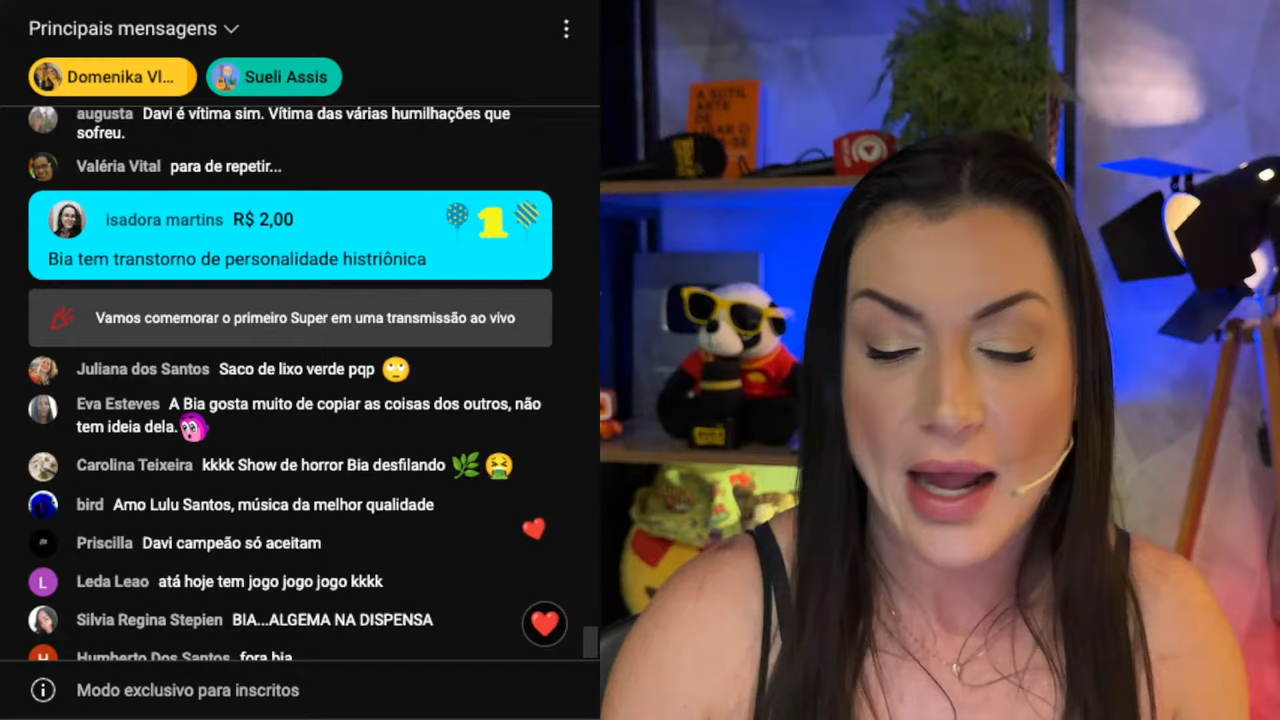 Principais mensagens
Domenika Vl...
Sueli Assis
augusta Davi é vítima sim. Vítima das várias humilhações que
sofreu.
Valéria Vital para de repetir...
isadora martins R$ 2,00
1
Bia tem transtorno de personalidade histriônica
Vamos comemorar o primeiro Super em uma transmissão ao vivo
Juliana dos Santos Saco de lixo verde pqp
Eva Esteves A Bia gosta muito de copiar as coisas dos outros, não
tem ideia dela.
Carolina Teixeira kkkk Show de horror Bia desfilando
bird Amo Lulu Santos, música da melhor qualidade
Priscilla Davi campeão só aceitam
L
Leda Leao atá hoje tem jogo jogo jogo kkkk
Silvia Regina Stepien BIA...ALGEMA NA DISPENSA
H
Humberto Dos Santos fora bia
Modo exclusivo para inscritos
A SUTIL
ARTE
DE